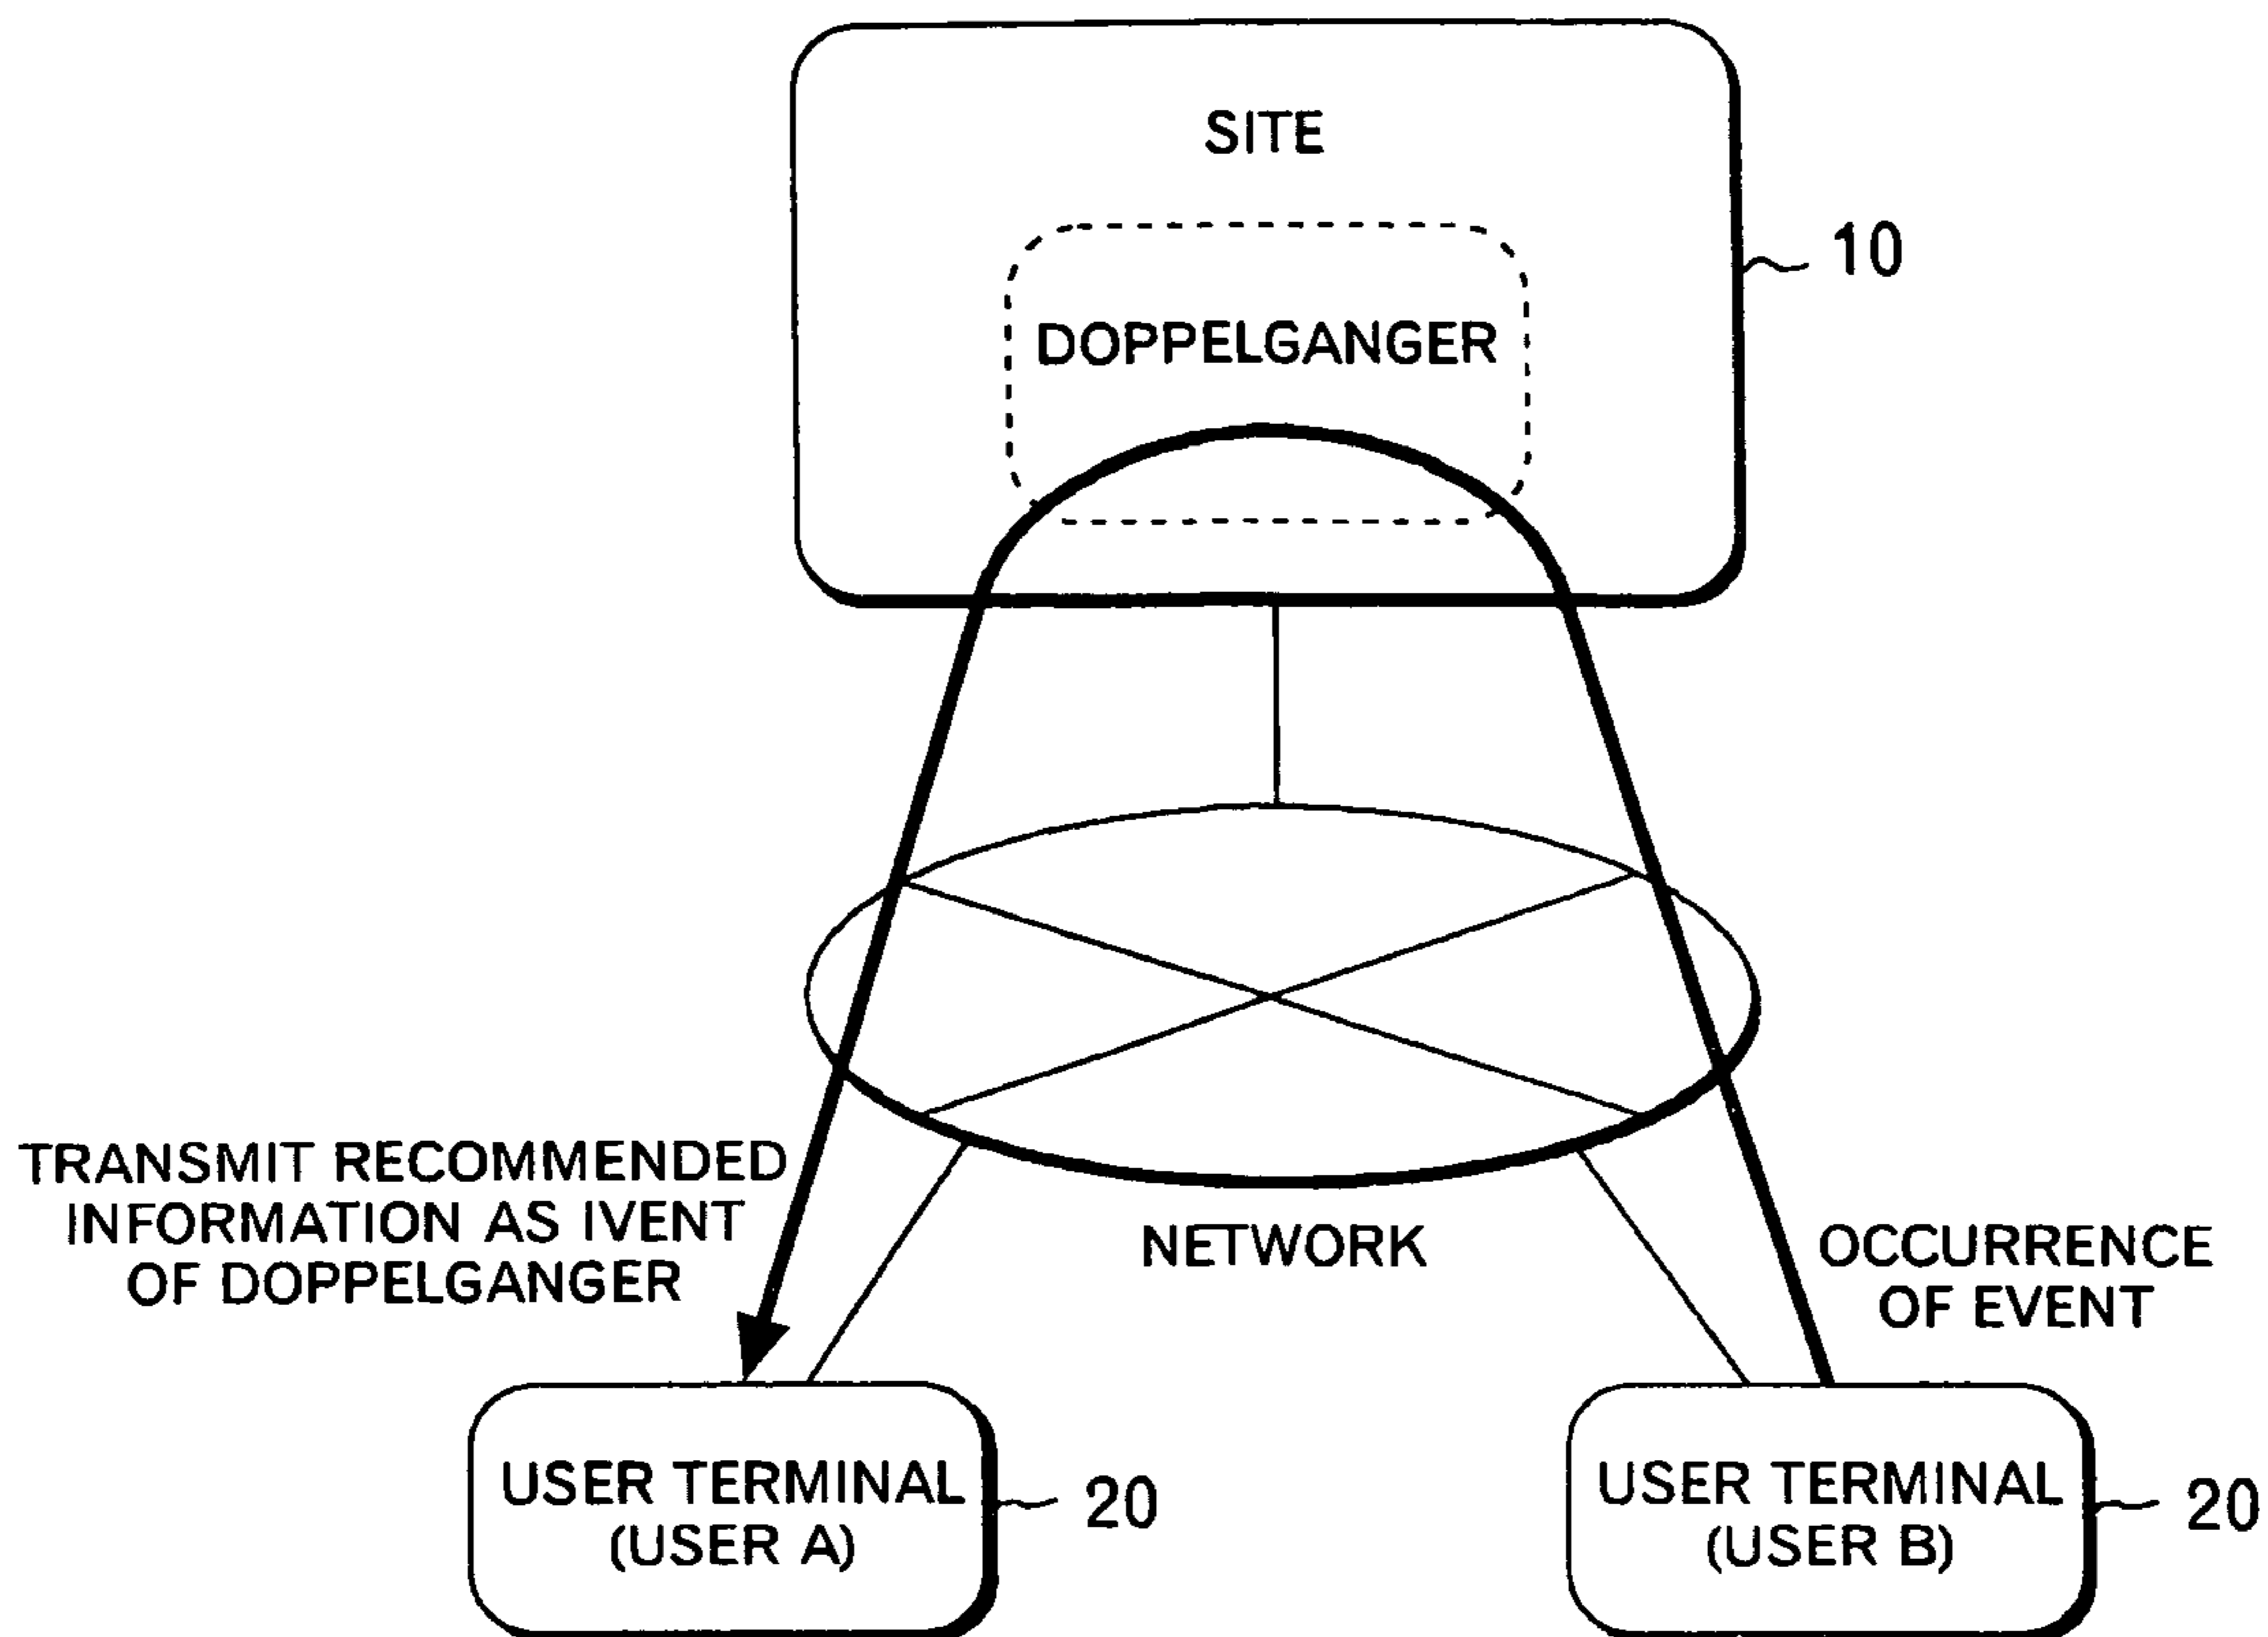 SITE
10
DOPPELGANGER
TRANSMIT RECOMMENDED
INFORMATION AS IVENT
OF DOPPELGANGER
NETWORK
OCCURRENCE
OF EVENT
USER TERMINAL
(USER A)
20
USER TERMINAL
(USER B)
20